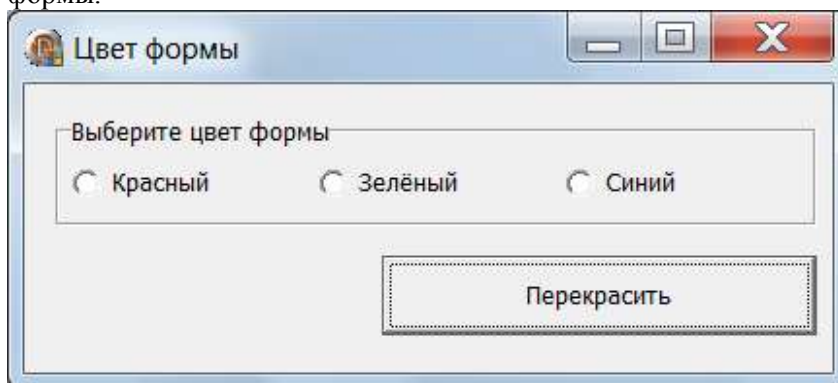 формы.
Цвет формы
Выберите цвет формы
Красный Зелёный Синий
Перекрасить